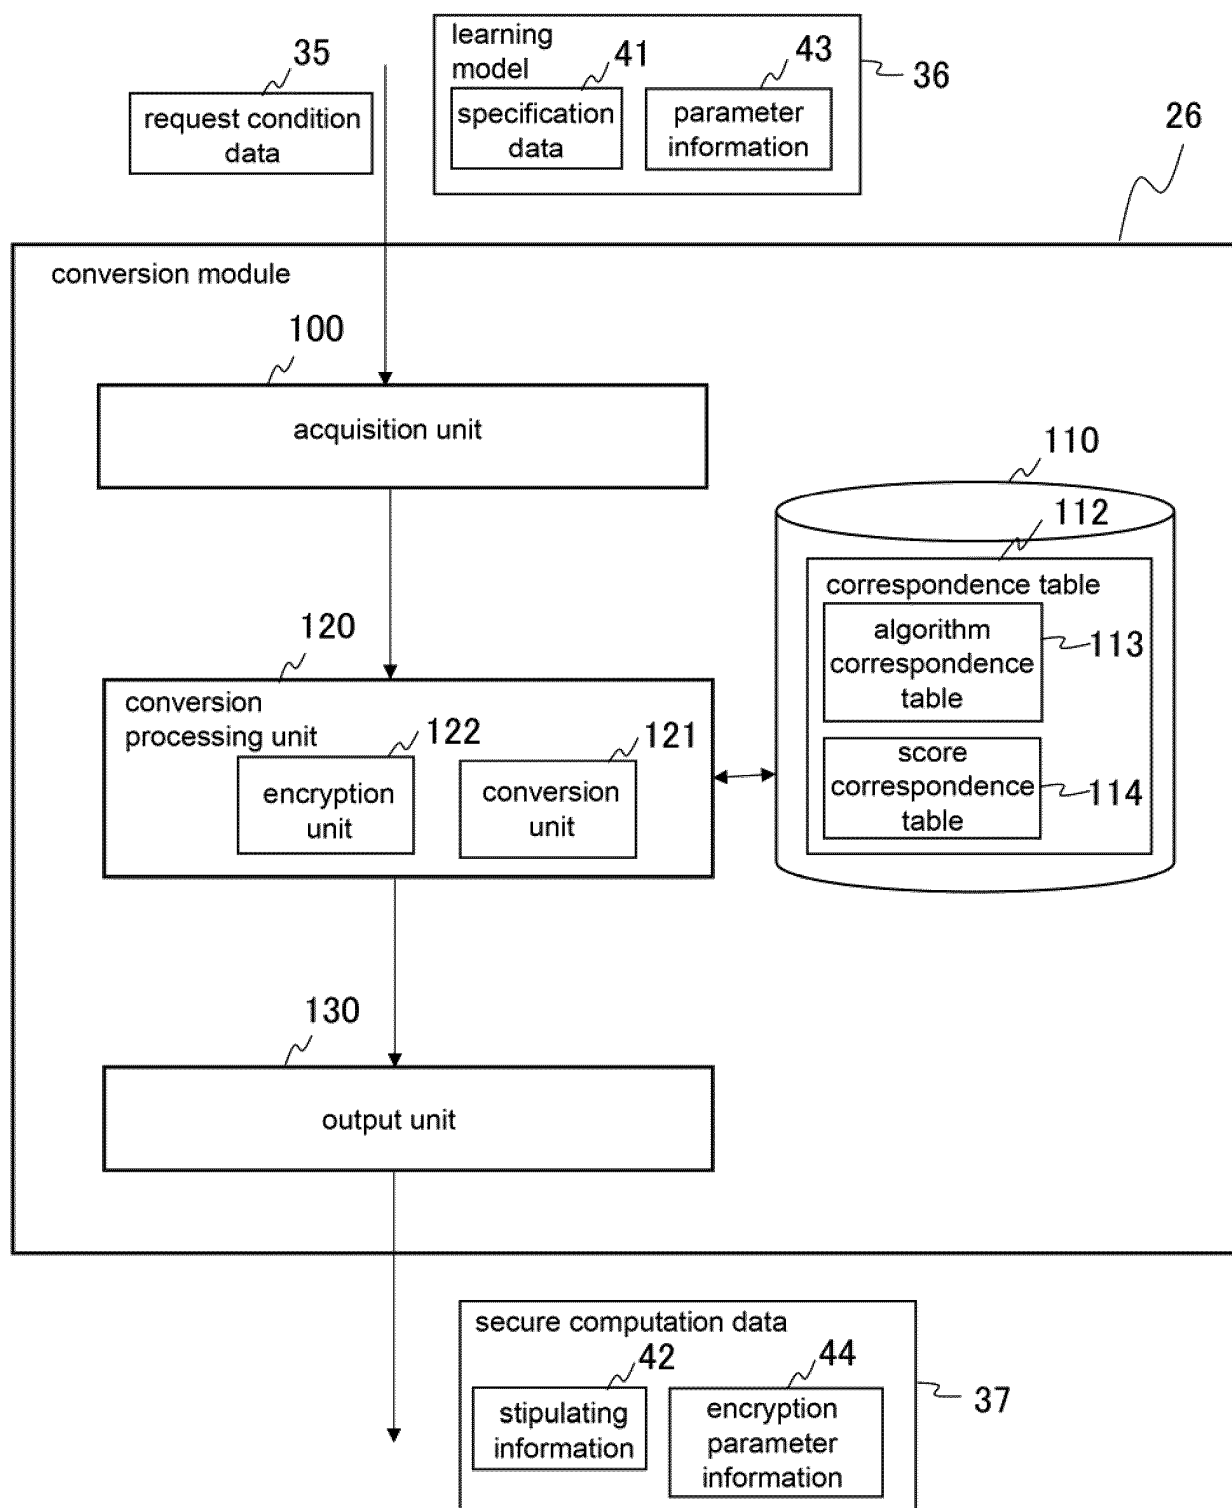 35
request condition
data
learning
model
41
specification
data
43
parameter
information
36
26
conversion module
100
acquisition unit
110
112
correspondence table
algorithm
correspondence
table
113
score
correspondence
table
114
120
conversion
processing unit
122
encryption
unit
121
conversion
unit
130
output unit
secure computation data
42
stipulating
information
44
encryption
parameter
information
37